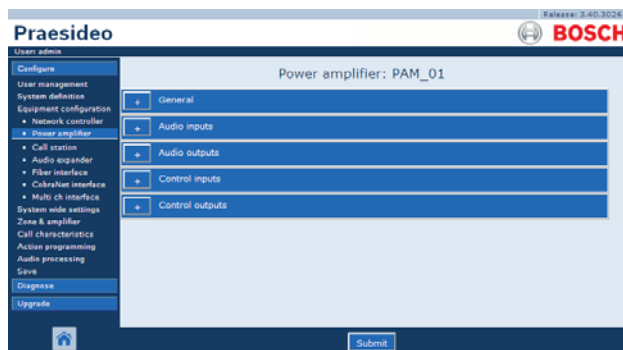 Release: 3.40.3026
Praesideo
BOSCH
User: admin
Configure
User management
System definition
Equipment configuration
• Network controller
• Power amplifier
• Call station
• Audio expander
• Fiber interface
• CobraNet interface
• Multi ch interface
System wide settings
Zone & amplifier
Call characteristics
Action programming
Audio processing
Save
Diagnose
Upgrade
Power amplifier: PAM_01
+ General
+ Audio inputs
+ Audio outputs
+ Control inputs
+ Control outputs
Submit